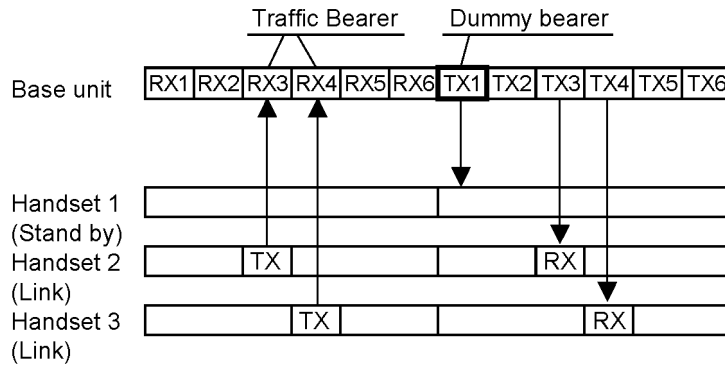 Traffic Bearer Dummy bearer
Base unit RX1 RX2 RX3 RX4 RX5 RX6 TX1 TX2 TX3 TX4 TX5 TX6
Handset 1
(Stand by)
Handset 2 TX RX
(Link)
Handset 3 TX RX
(Link)